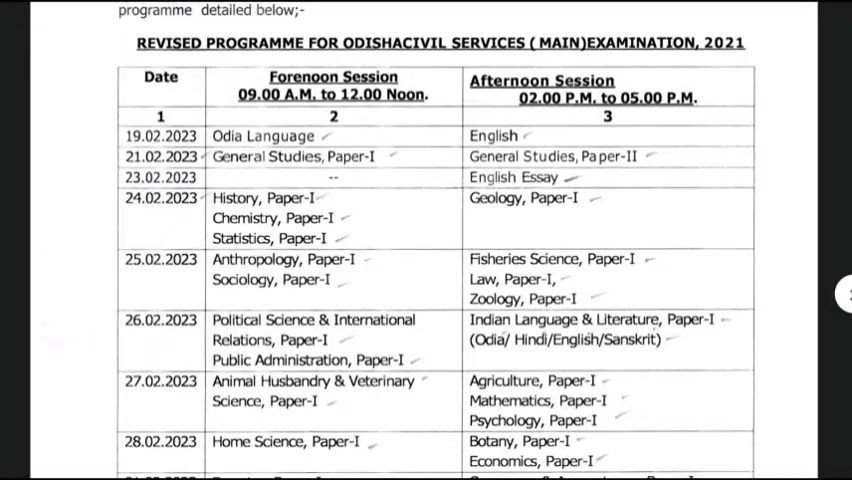 programme detailed below;-
REVISED PROGRAMME FOR ODISHACIVIL SERVICES ( MAIN)EXAMINATION, 2021
Date Forenoon Session Afternoon Session
09.00 A.M. to 12.00 Noon. 02.00 P.M. to 05.00 P.M.
1 2 3
19.02.2023 Odia Language English
21.02.2023 General Studies, Paper-I General Studies, Paper-II
23.02.2023 -- English Essay
24.02.2023 History, Paper-I Geology, Paper-I
Chemistry, Paper-I
Statistics, Paper-I
25.02.2023 Anthropology, Paper-I Fisheries Science, Paper-I
Sociology, Paper-I Law, Paper-I,
Zoology, Paper-I
26.02.2023 Political Science & International Indian Language & Literature, Paper-I
Relations, Paper-I (Odia/ Hindi/English/Sanskrit)
Public Administration, Paper-I
27.02.2023 Animal Husbandry & Veterinary Agriculture, Paper-I
Science, Paper-I Mathematics, Paper-I
Psychology, Paper-I
28.02.2023 Home Science, Paper-I Botany, Paper-I
Economics, Paper-I